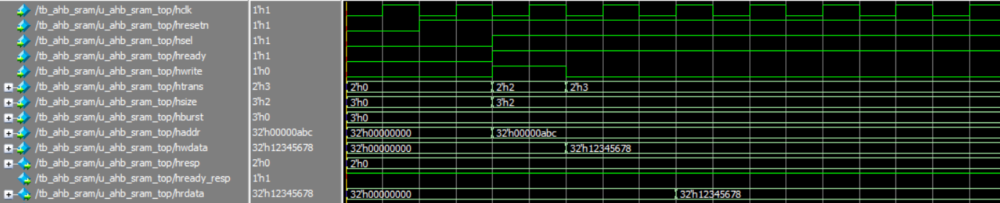 /tb_ahb_sram/u_ahb_sram_top/hclk 1'h1
/tb_ahb_sram/u_ahb_sram_top/hresetn 1'h1
/tb_ahb_sram/u_ahb_sram_top/hsel 1'h1
/tb_ahb_sram/u_ahb_sram_top/hready 1'h1
/tb_ahb_sram/u_ahb_sram_top/hwrite 1'h0
/tb_ahb_sram/u_ahb_sram_top/htrans 2'h3 2'h0 2'h2 2'h3
/tb_ahb_sram/u_ahb_sram_top/hsize 3'h2 3'h0 3'h2
/tb_ahb_sram/u_ahb_sram_top/hburst 3'h0 3'h0
/tb_ahb_sram/u_ahb_sram_top/haddr 32'h00000abc 32'h00000000 32'h00000abc
/tb_ahb_sram/u_ahb_sram_top/hwdata 32'h12345678 32'h00000000 32'h12345678
/tb_ahb_sram/u_ahb_sram_top/hresp 2'h0 2'h0
/tb_ahb_sram/u_ahb_sram_top/hready_resp 1'h1
/tb_ahb_sram/u_ahb_sram_top/hrdata 32'h12345678 32'h00000000 32'h12345678